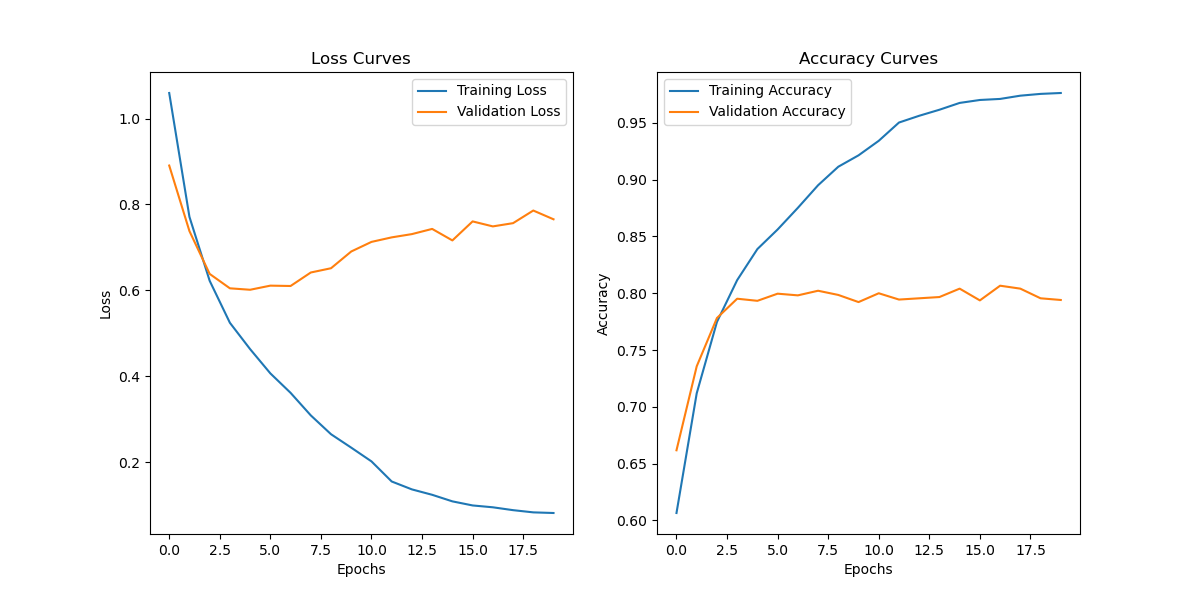 Loss Curves
Training Loss
Validation Loss
1.0
0.8
0.6
0.4
0.2
Loss
0.0 2.5 5.0 7.5 10.0 12.5 15.0 17.5
Epochs
Accuracy Curves
Training Accuracy
Validation Accuracy
0.95
0.90
0.85
0.80
0.75
0.70
0.65
0.60
Accuracy
0.0 2.5 5.0 7.5 10.0 12.5 15.0 17.5
Epochs